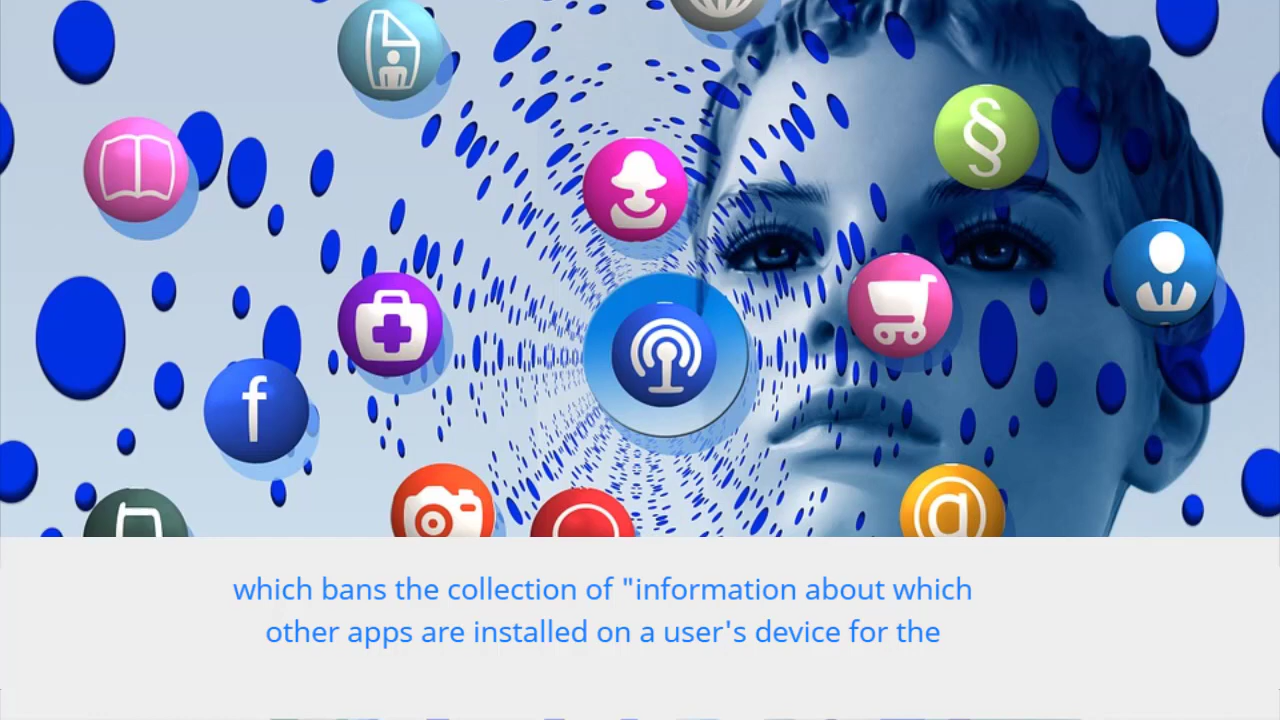 §
f
@
which bans the collection of "information about which
other apps are installed on a user's device for the